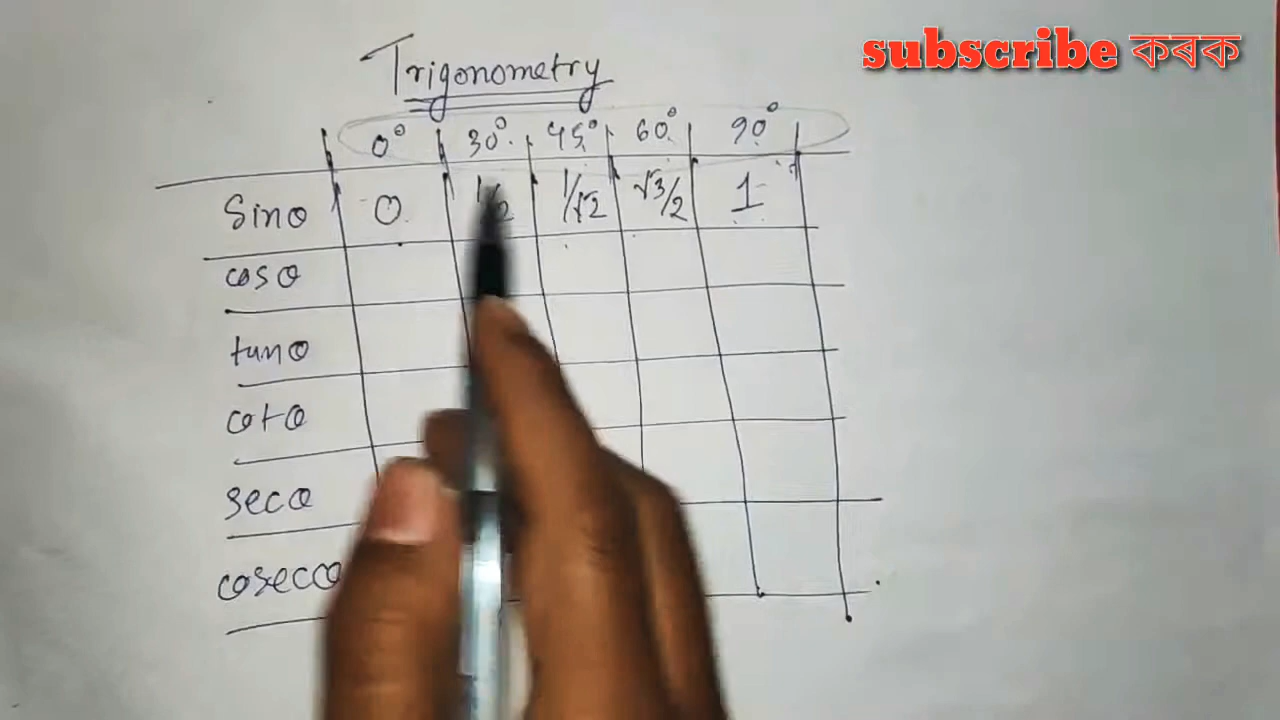 subscribe কৰক
Trigonometry
0° 30° 45° 60° 90°
Sinθ 0 1/2 1/√2 √3/2 1
cosθ
tanθ
cotθ
secθ
cosecθ